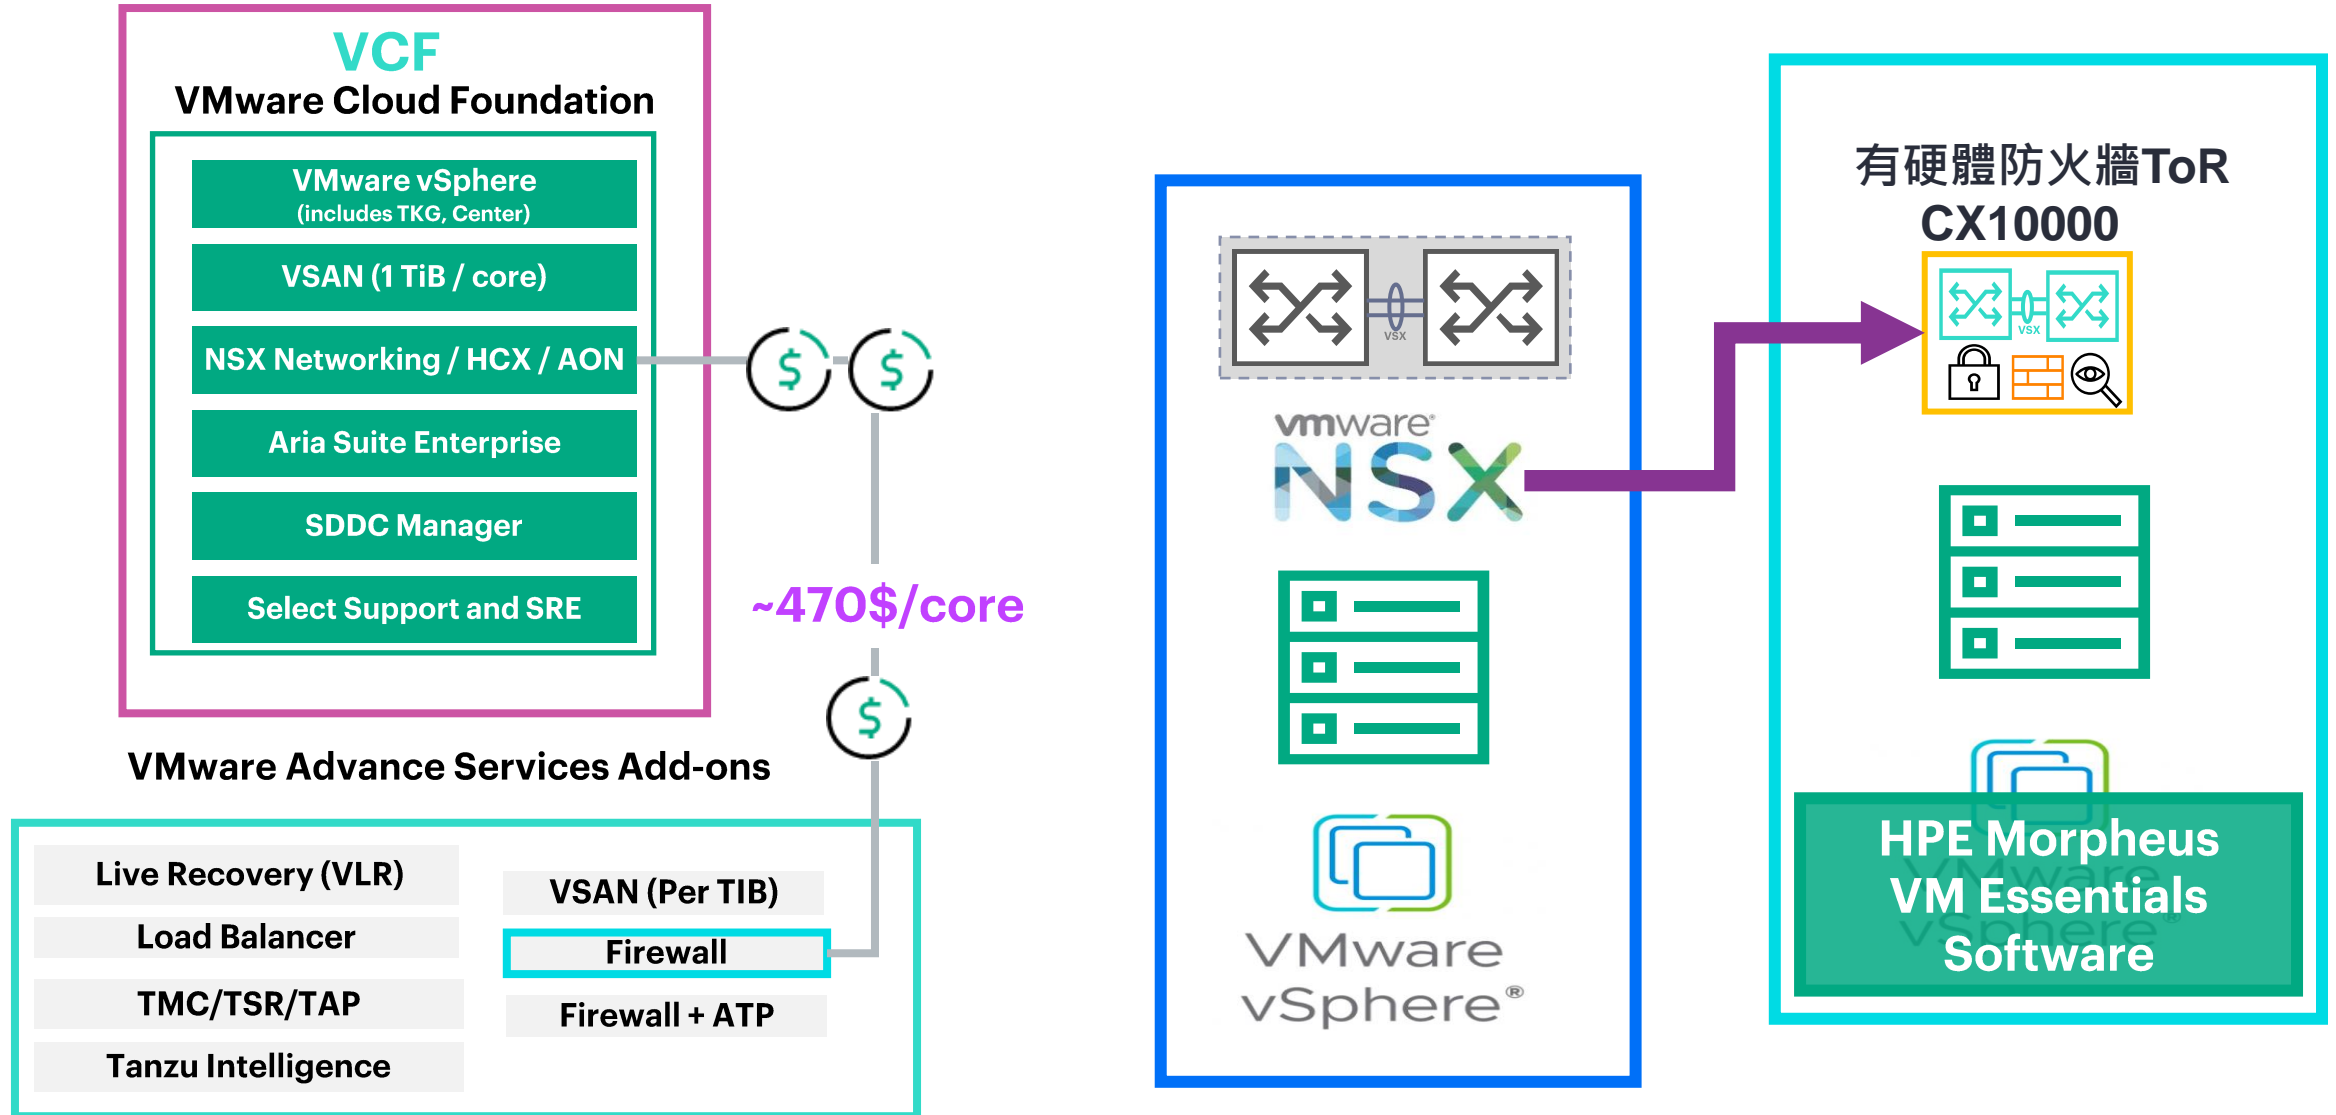 VCF
VMware Cloud Foundation
VMware vSphere
(includes TKG, Center)
VSAN (1 TiB / core)
NSX Networking / HCX / AON
Aria Suite Enterprise
SDDC Manager
Select Support and SRE
$ $
~470$/core
$
VMware Advance Services Add-ons
Live Recovery (VLR)
Load Balancer
TMC/TSR/TAP
Tanzu Intelligence
VSAN (Per TIB)
Firewall
Firewall + ATP
VSX
vmware®
NSX
VMware
vSphere®
有硬體防火牆ToR
CX10000
VSX
HPE Morpheus
VM Essentials
Software
VMware
vSphere®